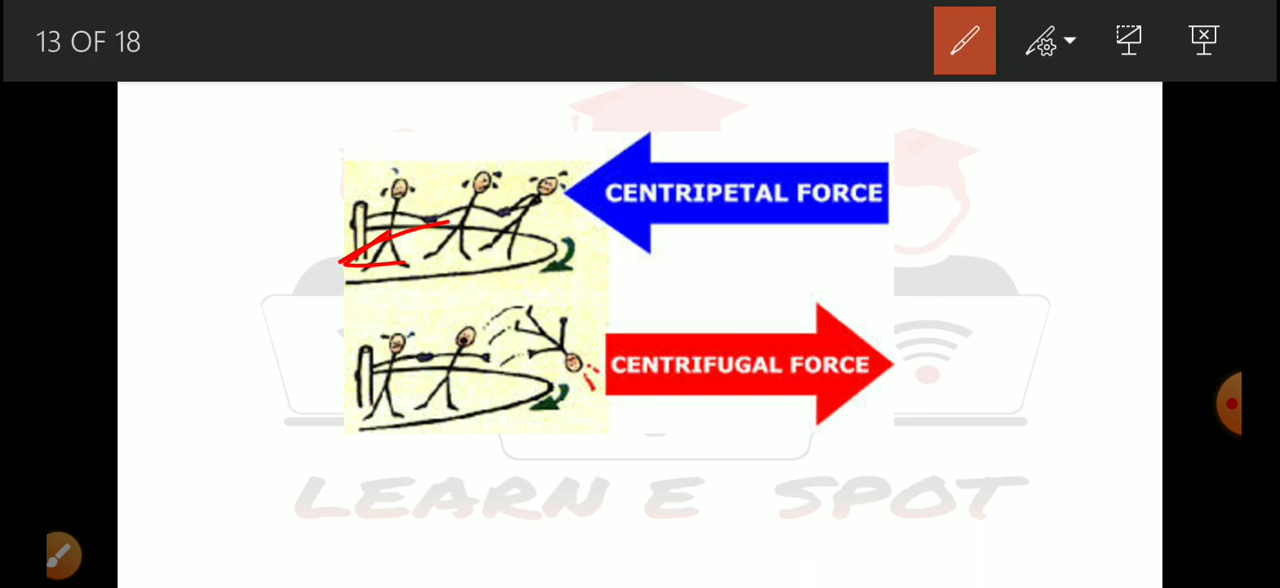 13 OF 18
CENTRIPETAL FORCE
CENTRIFUGAL FORCE
LEARN E SPOT